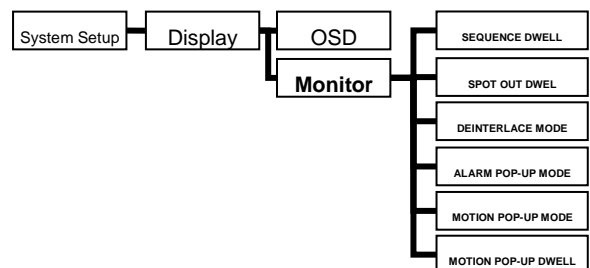 System Setup
Display
OSD
Monitor
SEQUENCE DWELL
SPOT OUT DWEL
DEINTERLACE MODE
ALARM POP-UP MODE
MOTION POP-UP MODE
MOTION POP-UP DWELL